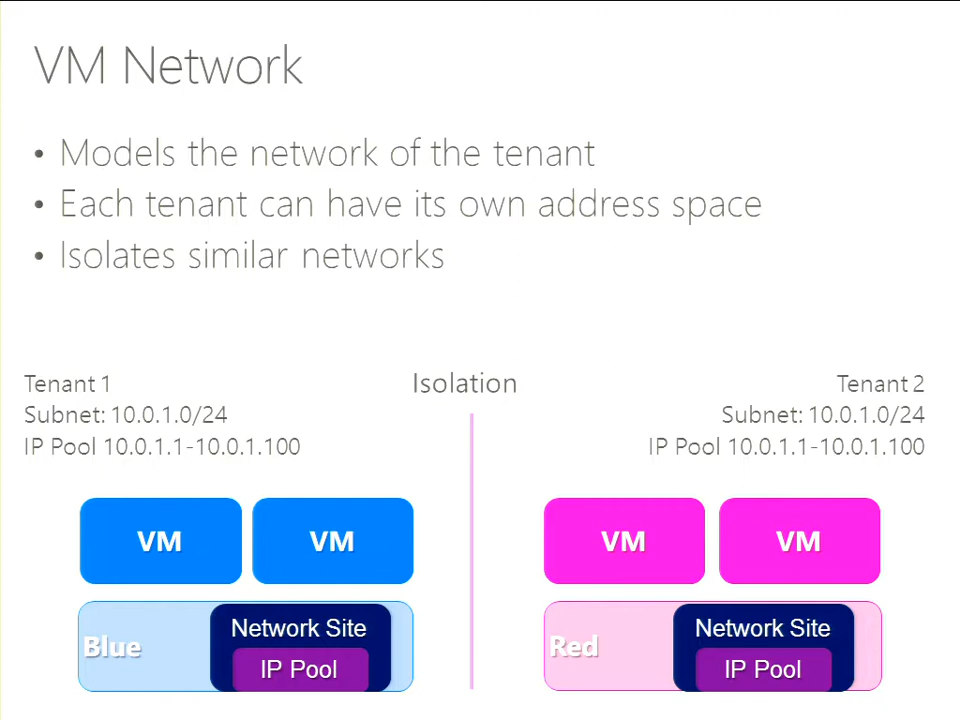 VM Network
• Models the network of the tenant
• Each tenant can have its own address space
• Isolates similar networks
Tenant 1
Subnet: 10.0.1.0/24
IP Pool 10.0.1.1-10.0.1.100
Isolation
Tenant 2
Subnet: 10.0.1.0/24
IP Pool 10.0.1.1-10.0.1.100
VM
VM
VM
VM
Blue
Network Site
IP Pool
Red
Network Site
IP Pool